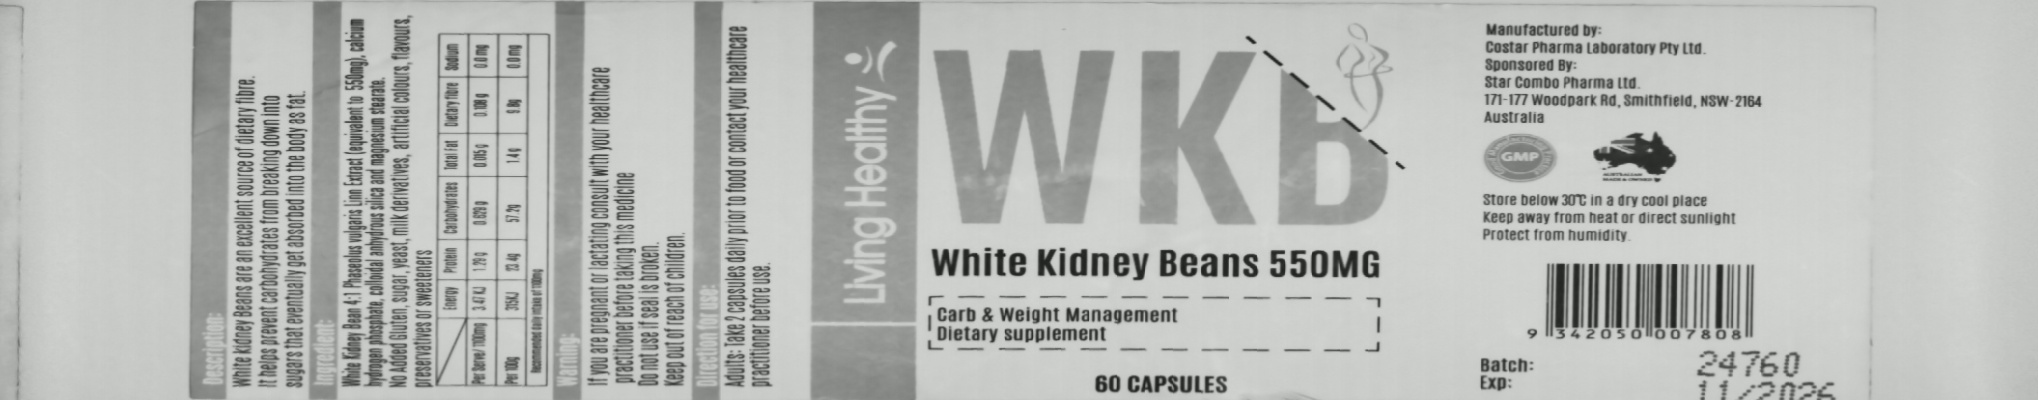 Description:
White Kidney Beans are an excellent source of dietary fibre.
It helps prevent carbohydrates from breaking down into
sugars that eventually get absorbed into the body as fat.
Ingredient:
White Kidney Bean 4:1 Phaseolus vulgaris Linn Extract (equivalent to 550mg), calcium
hydrogen phosphate, colloidal anhydrous silica and magnesium stearate.
No Added Gluten, sugar, yeast, milk derivatives, artificial colours, flavours,
preservatives or sweeteners
Energy Protein Carbohydrates Total Fat Dietary fibre Sodium
Per Serve/1100mg 3.47 KJ 1.29 g 0.629 g 0.015 g 0.108 g 0.0mg
Per 100g 315KJ 23.4g 57.2g 1.4g 9.8g 0.0mg
Recommended daily intake of 1100mg
Warning:
If you are pregnant or lactating consult with your healthcare
practitioner before taking this medicine
Do not use if seal is broken.
Keep out of reach of children.
Direction for use:
Adults: Take 2 capsules daily prior to food or contact your healthcare
practitioner before use.
Living Healthy
WKB
White Kidney Beans 550MG
Carb & Weight Management
Dietary supplement
60 CAPSULES
Manufactured by:
Costar Pharma Laboratory Pty Ltd.
Sponsored By:
Star Combo Pharma Ltd.
171-177 Woodpark Rd, Smithfield, NSW-2164
Australia
GMP
AUSTRALIAN
MADE & OWNED
Store below 30°C in a dry cool place
Keep away from heat or direct sunlight
Protect from humidity.
9 342050 007808
Batch: 24760
Exp: 11/2026